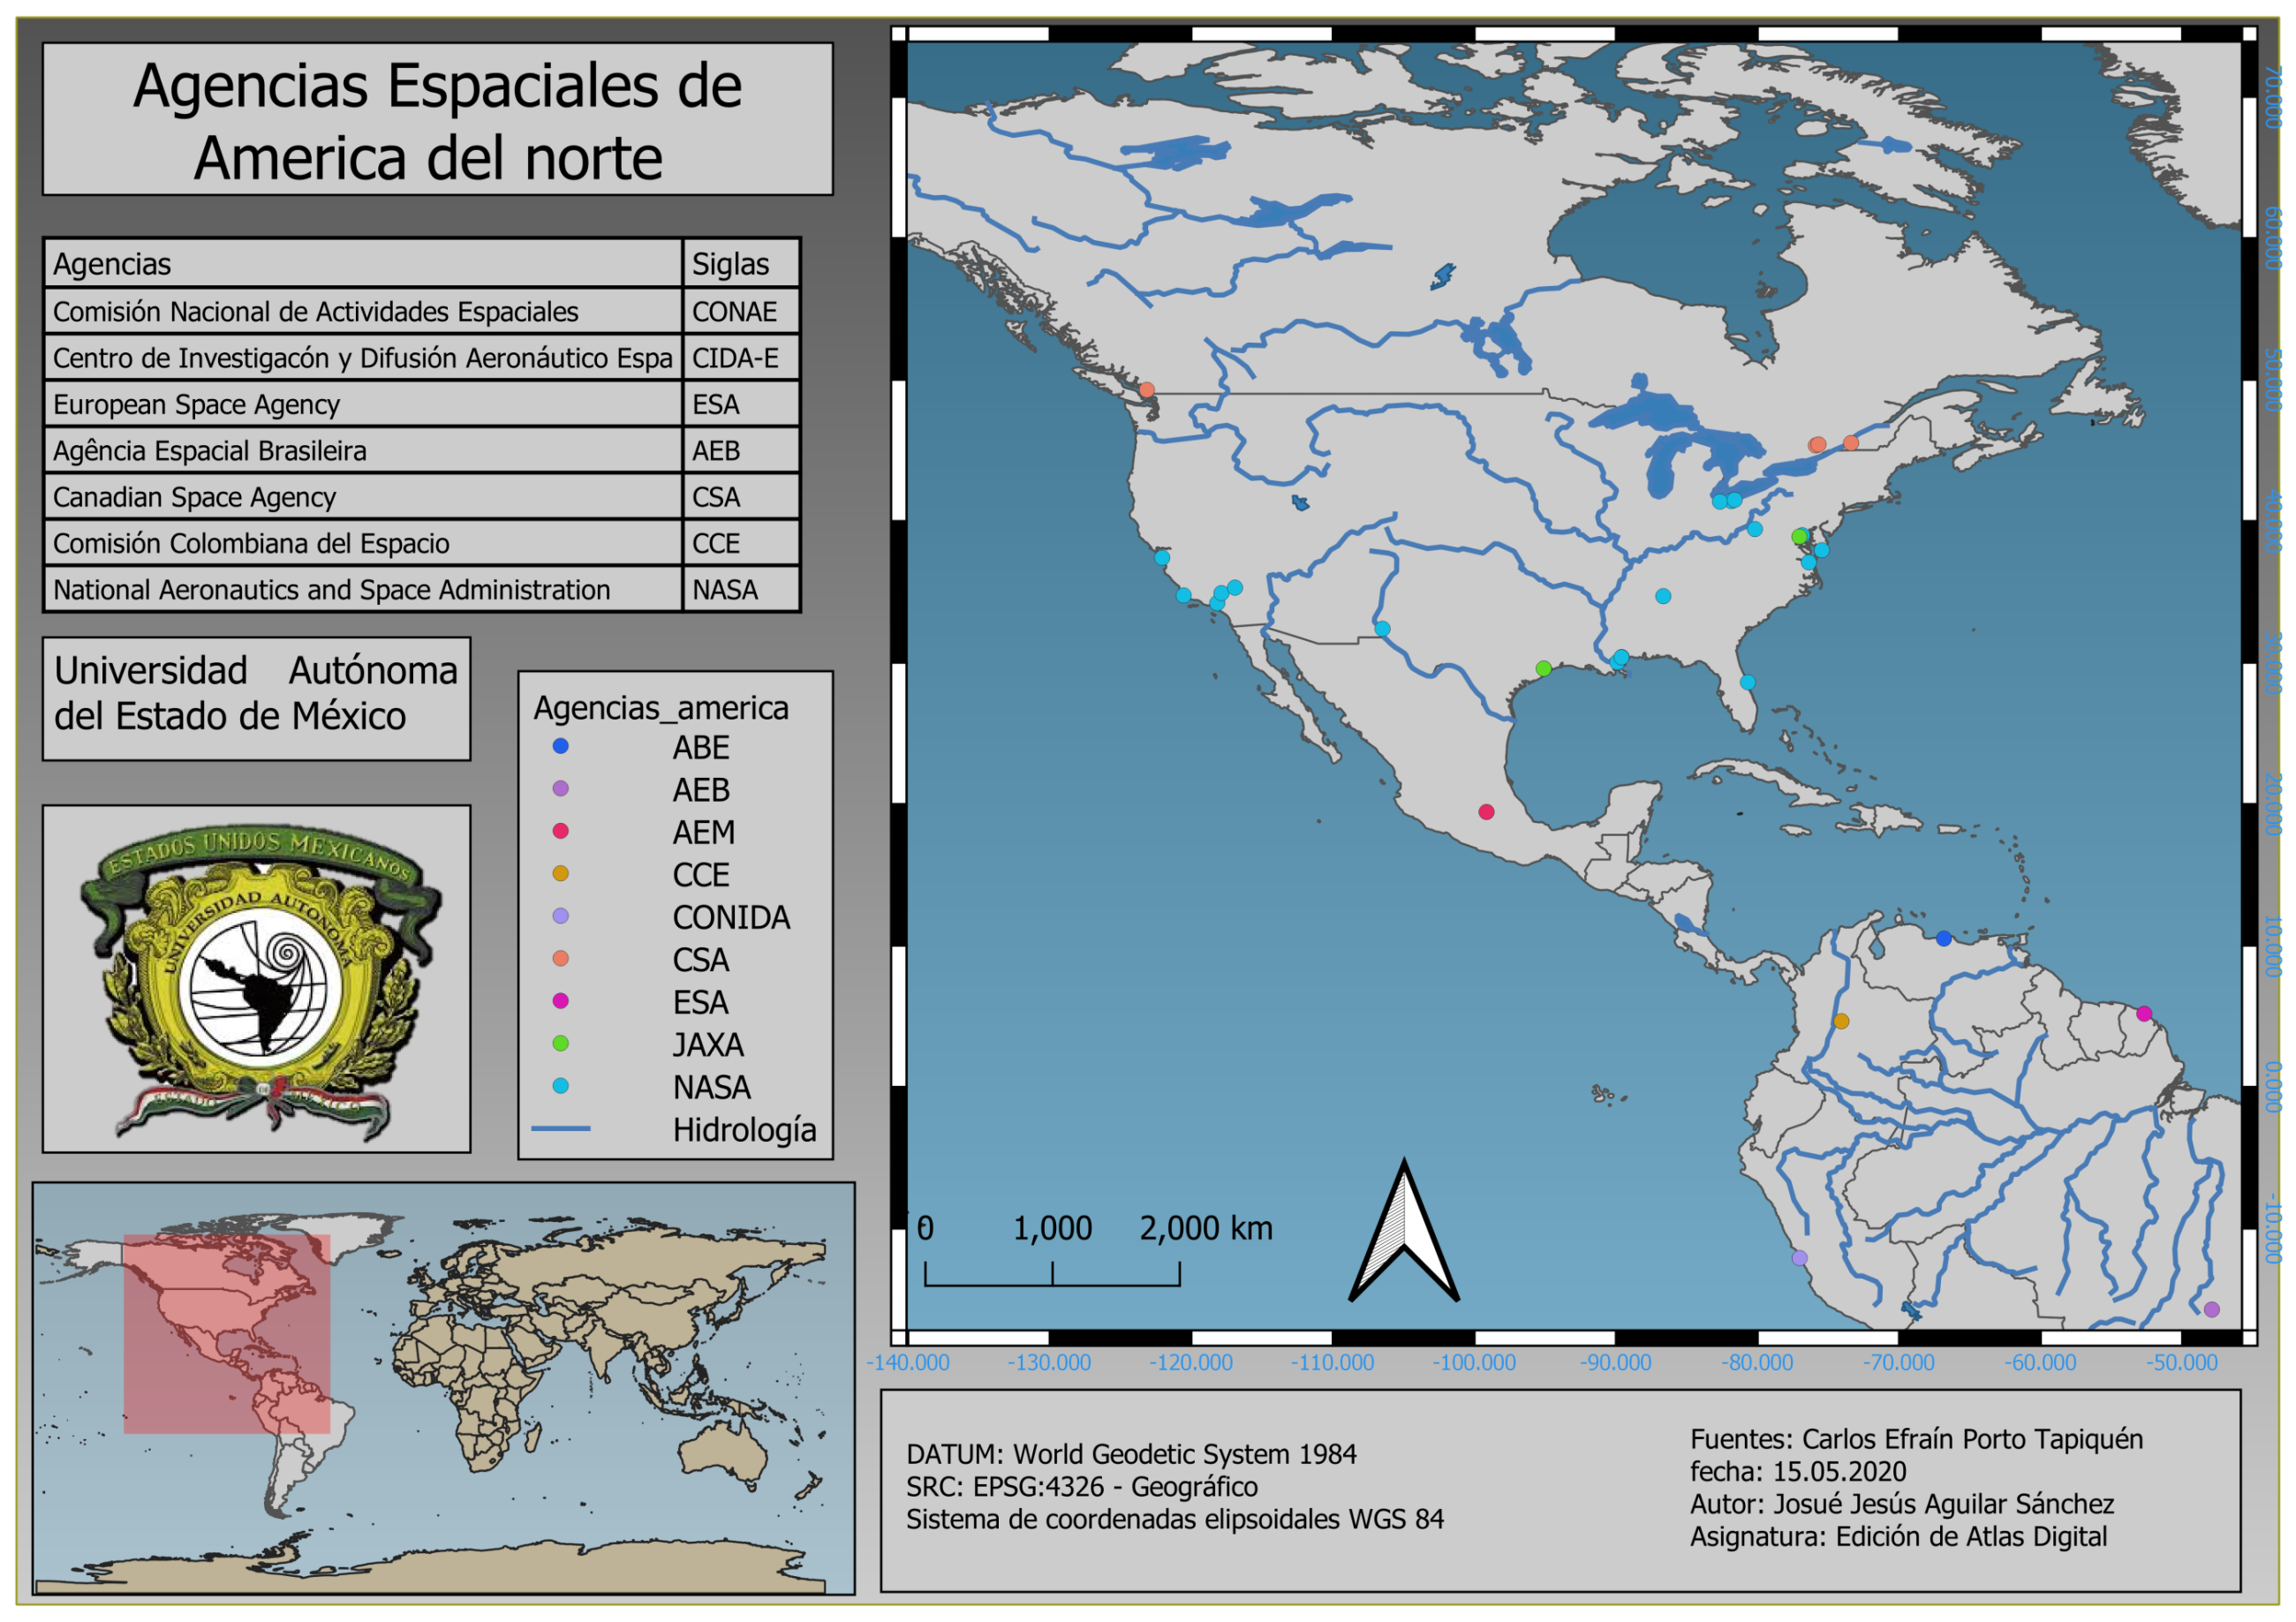 Agencias Espaciales de
America del norte
Agencias Siglas
Comisión Nacional de Actividades Espaciales CONAE
Centro de Investigacón y Difusión Aeronáutico Espa CIDA-E
European Space Agency ESA
Agência Espacial Brasileira AEB
Canadian Space Agency CSA
Comisión Colombiana del Espacio CCE
National Aeronautics and Space Administration NASA
Universidad Autónoma
del Estado de México
ESTADOS UNIDOS MEXICANOS
UNIVERSIDAD AUTONOMA
DE
ESTADO MEXICO
Agencias_america
ABE
AEB
AEM
CCE
CONIDA
CSA
ESA
JAXA
NASA
Hidrología
70.000
60.000
50.000
40.000
30.000
20.000
10.000
0.000
-10.000
0 1,000 2,000 km
-140.000 -130.000 -120.000 -110.000 -100.000 -90.000 -80.000 -70.000 -60.000 -50.000
DATUM: World Geodetic System 1984
SRC: EPSG:4326 - Geográfico
Sistema de coordenadas elipsoidales WGS 84
Fuentes: Carlos Efraín Porto Tapiquén
fecha: 15.05.2020
Autor: Josué Jesús Aguilar Sánchez
Asignatura: Edición de Atlas Digital